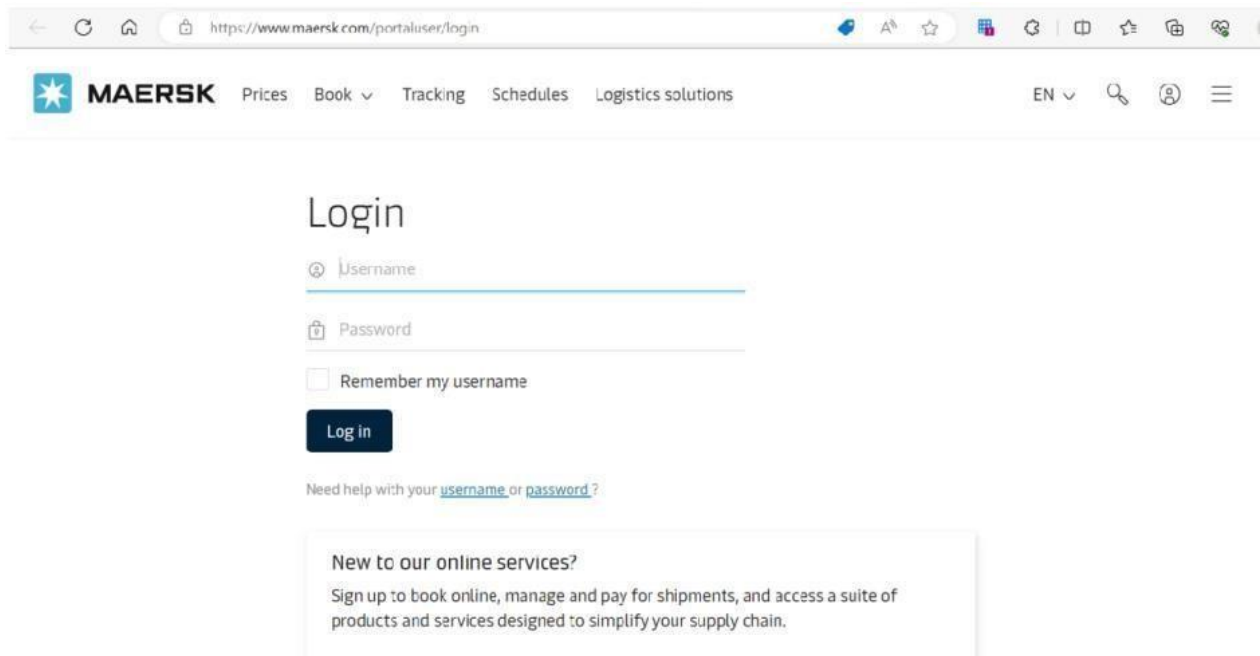 https://www.maersk.com/portaluser/login
MAERSK Prices Book Tracking Schedules Logistics solutions EN
Login
Username
Password
Remember my username
Log in
Need help with your username or password ?
New to our online services?
Sign up to book online, manage and pay for shipments, and access a suite of
products and services designed to simplify your supply chain.